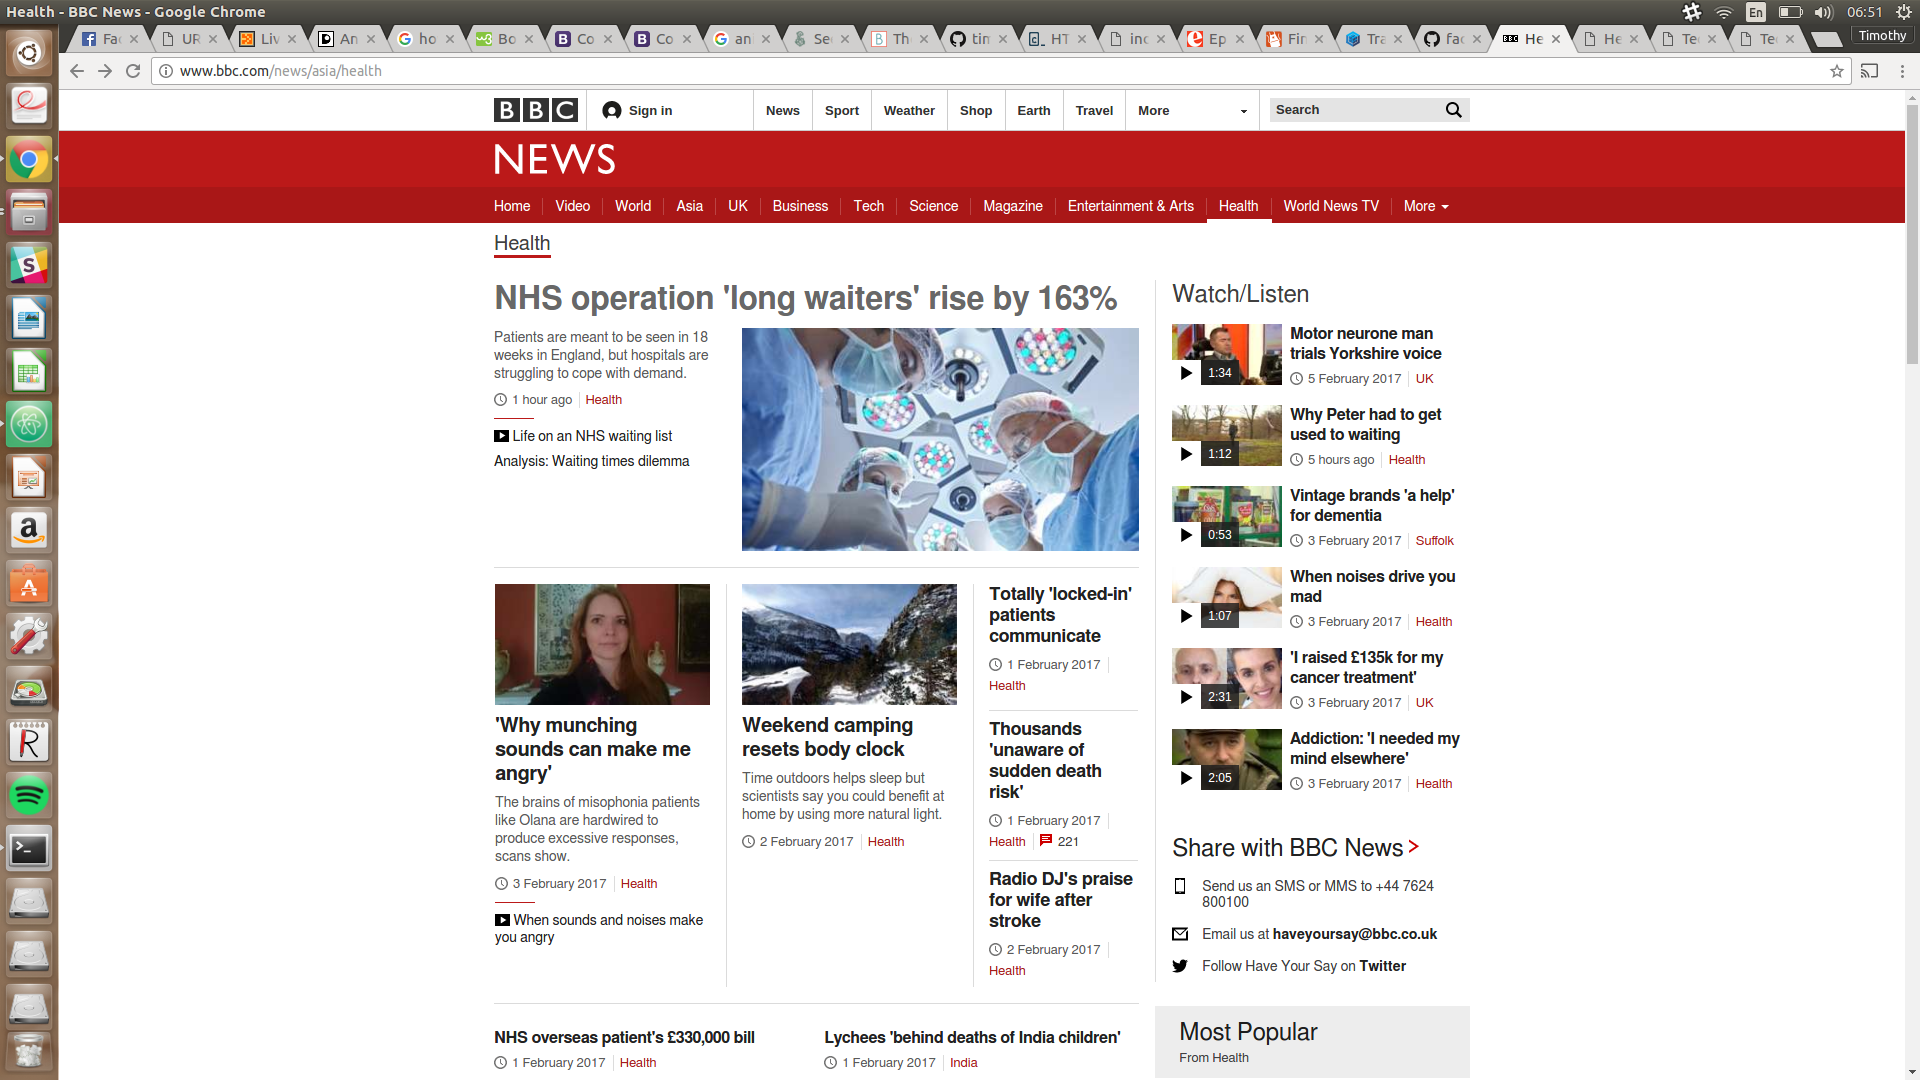 Health - BBC News - Google Chrome
En
06:51
Fac
UR
Liv
An
ho
Bo
Co
Co
an
Se
Th
tim
HT
inc
Ep
Fir
Tra
fac
He
He
Te
Te
Timothy
www.bbc.com/news/asia/health
BBC
Sign in
News
Sport
Weather
Shop
Earth
Travel
More
Search
NEWS
Home
Video
World
Asia
UK
Business
Tech
Science
Magazine
Entertainment & Arts
Health
World News TV
More
Health
NHS operation 'long waiters' rise by 163%
Patients are meant to be seen in 18
weeks in England, but hospitals are
struggling to cope with demand.
1 hour ago
Health
Life on an NHS waiting list
Analysis: Waiting times dilemma
'Why munching
sounds can make me
angry'
The brains of misophonia patients
like Olana are hardwired to
produce excessive responses,
scans show.
3 February 2017
Health
When sounds and noises make
you angry
Weekend camping
resets body clock
Time outdoors helps sleep but
scientists say you could benefit at
home by using more natural light.
2 February 2017
Health
Totally 'locked-in'
patients
communicate
1 February 2017
Health
Thousands
'unaware of
sudden death
risk'
1 February 2017
Health
221
Radio DJ's praise
for wife after
stroke
2 February 2017
Health
NHS overseas patient's £330,000 bill
1 February 2017
Health
Lychees 'behind deaths of India children'
1 February 2017
India
Watch/Listen
Motor neurone man
trials Yorkshire voice
1:34
5 February 2017
UK
Why Peter had to get
used to waiting
1:12
5 hours ago
Health
Vintage brands 'a help'
for dementia
0:53
3 February 2017
Suffolk
When noises drive you
mad
1:07
3 February 2017
Health
'I raised £135k for my
cancer treatment'
2:31
3 February 2017
UK
Addiction: 'I needed my
mind elsewhere'
2:05
3 February 2017
Health
Share with BBC News
Send us an SMS or MMS to +44 7624
800100
Email us at haveyoursay@bbc.co.uk
Follow Have Your Say on Twitter
Most Popular
From Health